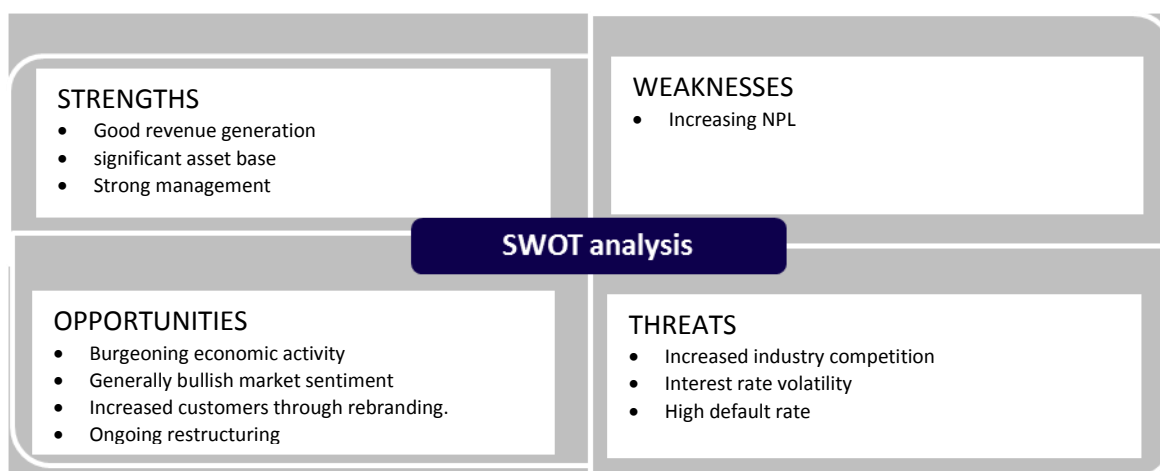 STRENGTHS
• Good revenue generation
• significant asset base
• Strong management
WEAKNESSES
• Increasing NPL
SWOT analysis
OPPORTUNITIES
• Burgeoning economic activity
• Generally bullish market sentiment
• Increased customers through rebranding.
• Ongoing restructuring
THREATS
• Increased industry competition
• Interest rate volatility
• High default rate